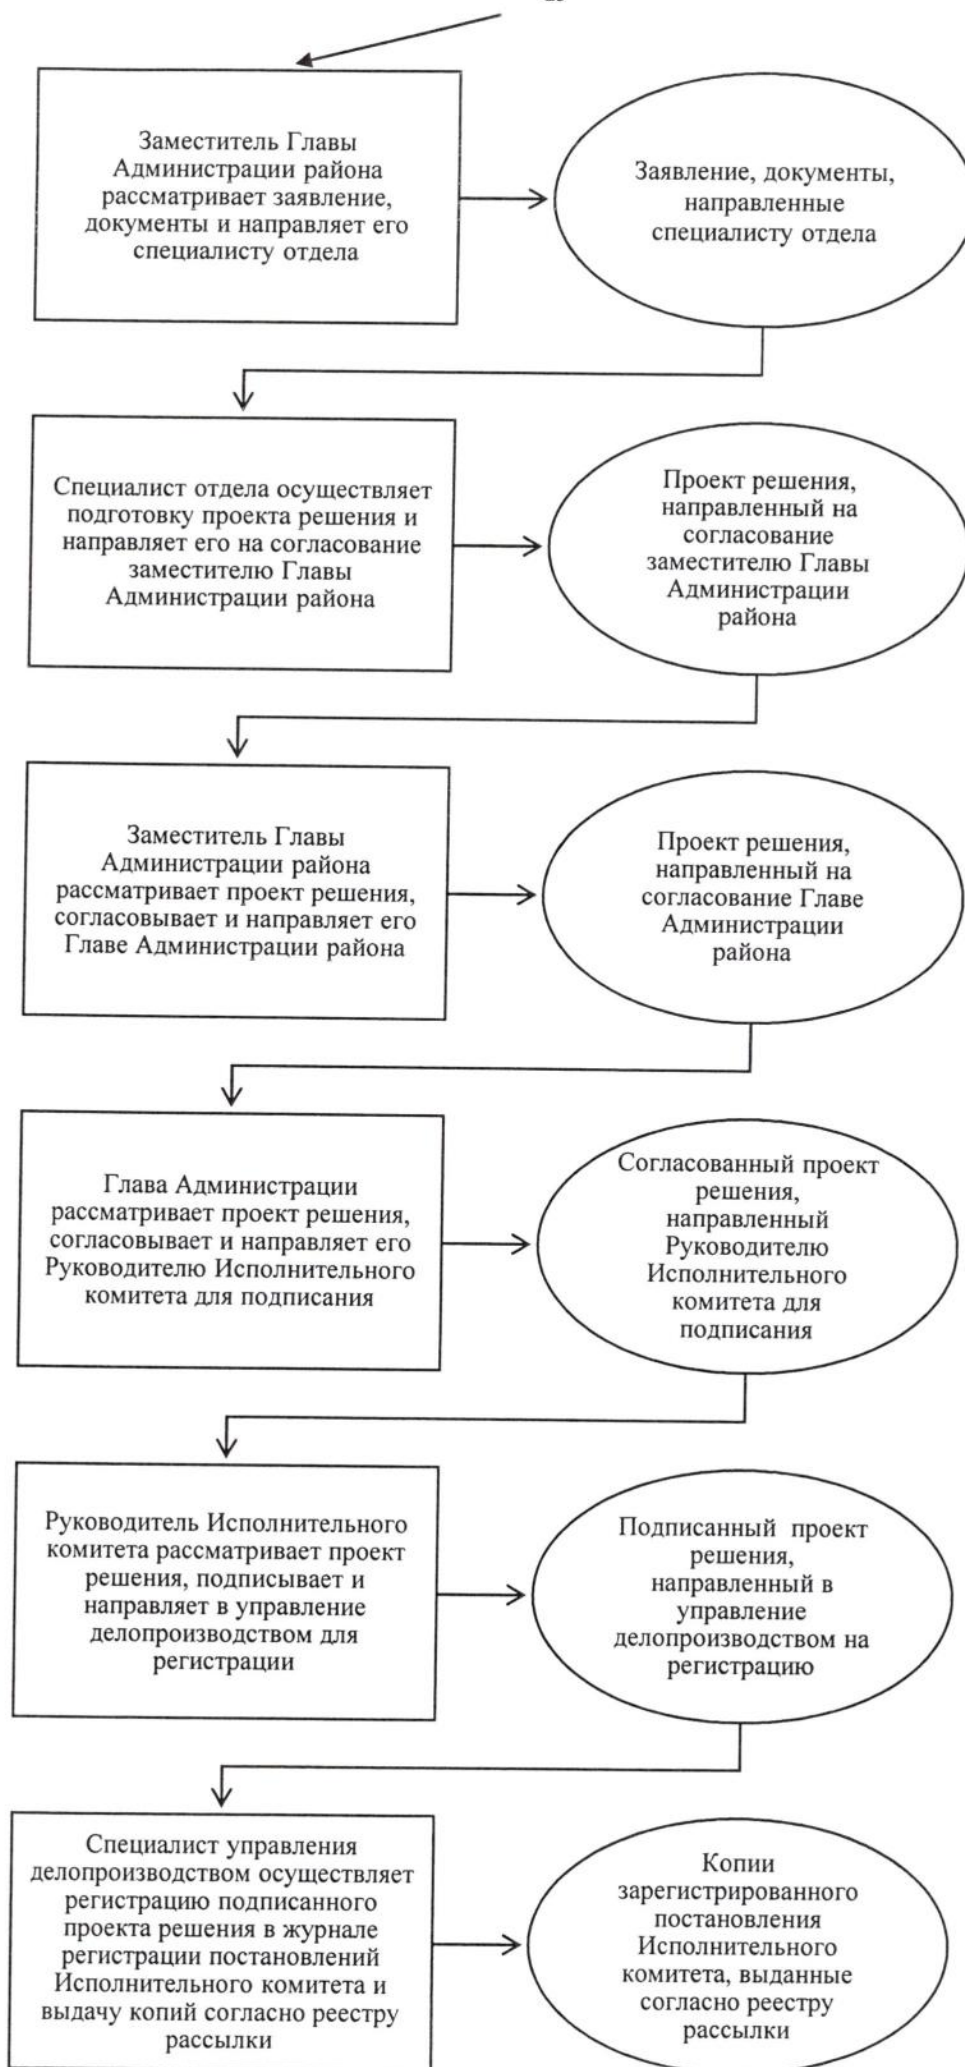 Заместитель Главы
Администрации района
рассматривает заявление,
документы и направляет его
специалисту отдела
Заявление, документы,
направленные
специалисту отдела
Специалист отдела осуществляет
подготовку проекта решения и
направляет его на согласование
заместителю Главы
Администрации района
Проект решения,
направленный на
согласование
заместителю Главы
Администрации
района
Заместитель Главы
Администрации района
рассматривает проект решения,
согласовывает и направляет его
Главе Администрации района
Проект решения,
направленный на
согласование Главе
Администрации
района
Глава Администрации
рассматривает проект решения,
согласовывает и направляет его
Руководителю Исполнительного
комитета для подписания
Согласованный проект
решения,
направленный
Руководителю
Исполнительного
комитета для
подписания
Руководитель Исполнительного
комитета рассматривает проект
решения, подписывает и
направляет в управление
делопроизводством для
регистрации
Подписанный проект
решения,
направленный в
управление
делопроизводством на
регистрацию
Специалист управления
делопроизводством осуществляет
регистрацию подписанного
проекта решения в журнале
регистрации постановлений
Исполнительного комитета и
выдачу копий согласно реестру
рассылки
Копии
зарегистрированного
постановления
Исполнительного
комитета, выданные
согласно реестру
рассылки